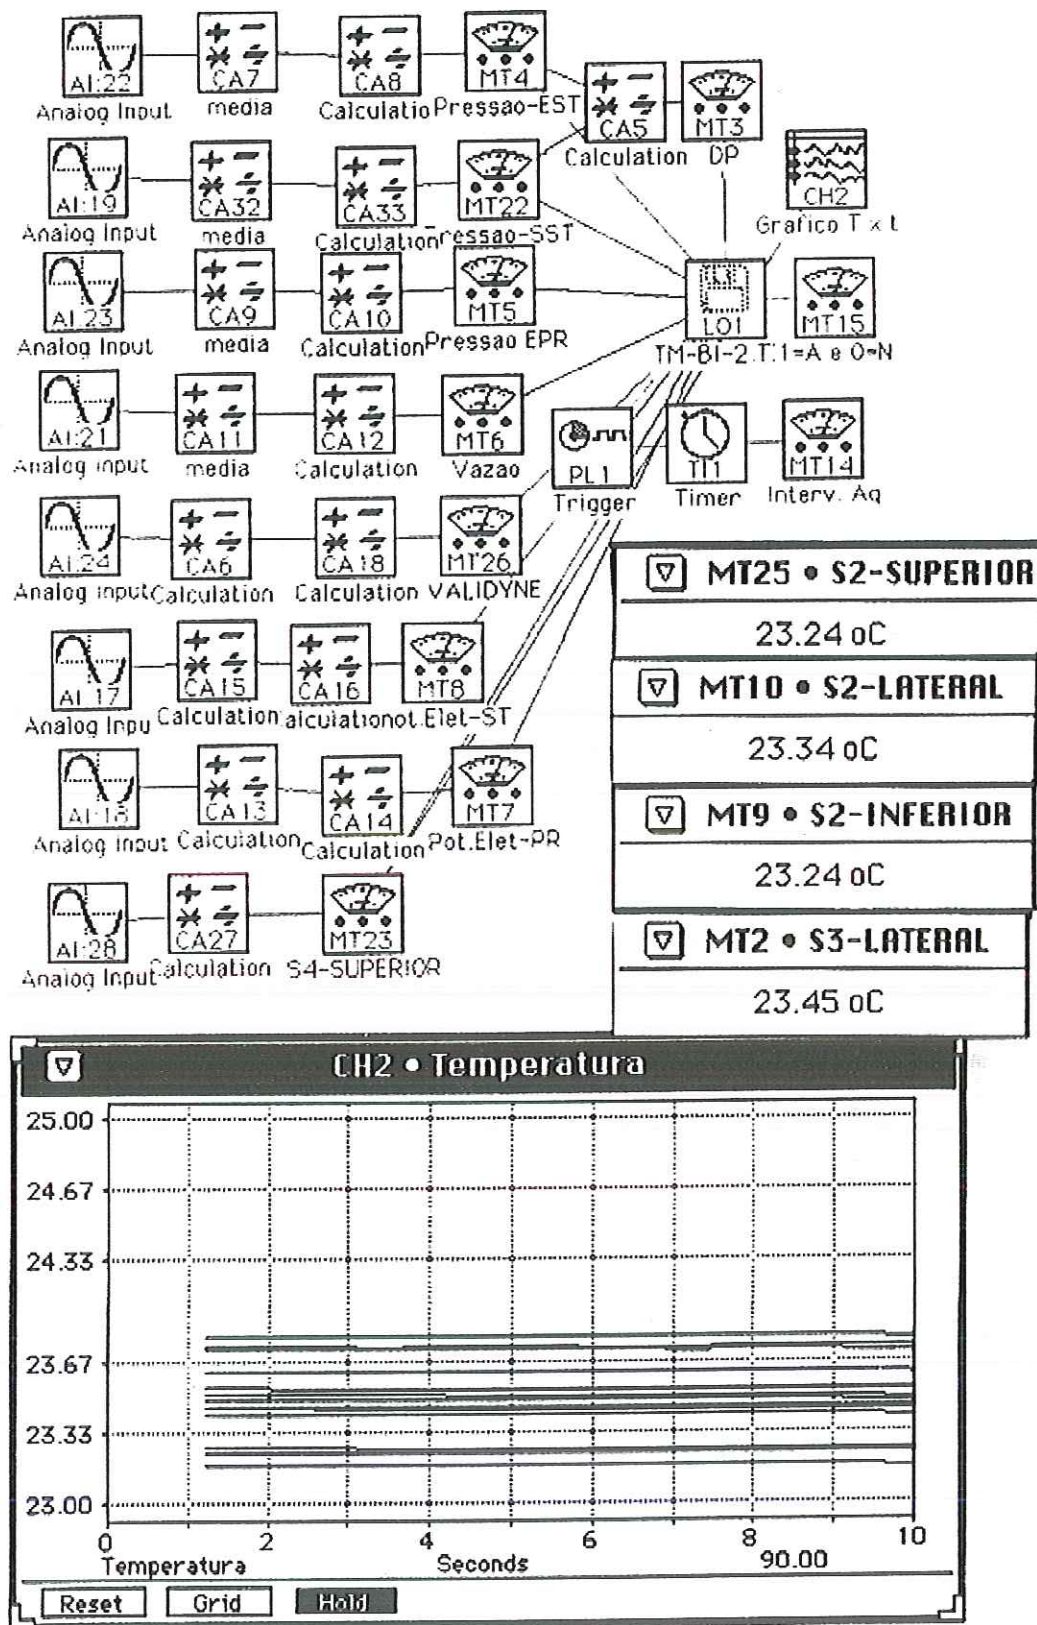 AI:22 CA7 CA8 MT4
Analog Input media Calculatio Pressao-EST
CA5 MT3
Calculation DP
CH2
Grafico T x t
AI:19 CA32 CA33 MT22
Analog Input media Calculation ressao-SST
AI:23 CA9 CA10 MT5
Analog Input media Calculation Pressao EPR
LO1 MT15
TM-BI-2.T.1=A e 0=N
AI:21 CA11 CA12 MT6
Analog Input media Calculation Vazao
PL1 TI1 MT14
Trigger Timer Interv. Aq
AI:24 CA6 CA18 MT26
Analog Input Calculation Calculation VALIDYNE
AI:17 CA15 CA16 MT8
Analog Inpu Calculation alculation ot.Elet-ST
AI:18 CA13 CA14 MT7
Analog Input Calculation Calculation Pot.Elet-PR
AI:28 CA27 MT23
Analog Input Calculation S4-SUPERIOR
MT25 • S2-SUPERIOR
23.24 oC
MT10 • S2-LATERAL
23.34 oC
MT9 • S2-INFERIOR
23.24 oC
MT2 • S3-LATERAL
23.45 oC
CH2 • Temperatura
25.00
24.67
24.33
23.67
23.33
23.00
0 2 4 6 8 10
Temperatura Seconds 90.00
Reset Grid Hold